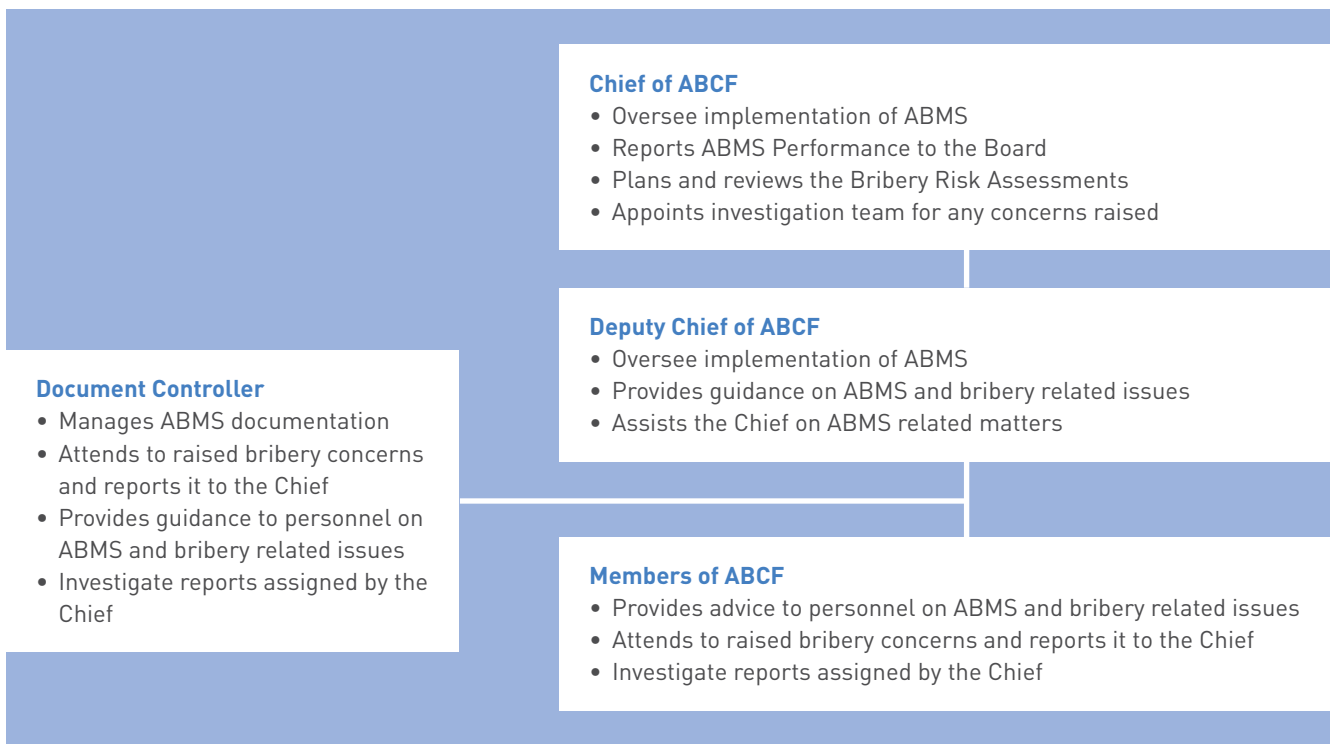 Chief of ABCF
• Oversee implementation of ABMS
• Reports ABMS Performance to the Board
• Plans and reviews the Bribery Risk Assessments
• Appoints investigation team for any concerns raised
Deputy Chief of ABCF
• Oversee implementation of ABMS
• Provides guidance on ABMS and bribery related issues
• Assists the Chief on ABMS related matters
Document Controller
• Manages ABMS documentation
• Attends to raised bribery concerns
and reports it to the Chief
• Provides guidance to personnel on
ABMS and bribery related issues
• Investigate reports assigned by the
Chief
Members of ABCF
• Provides advice to personnel on ABMS and bribery related issues
• Attends to raised bribery concerns and reports it to the Chief
• Investigate reports assigned by the Chief